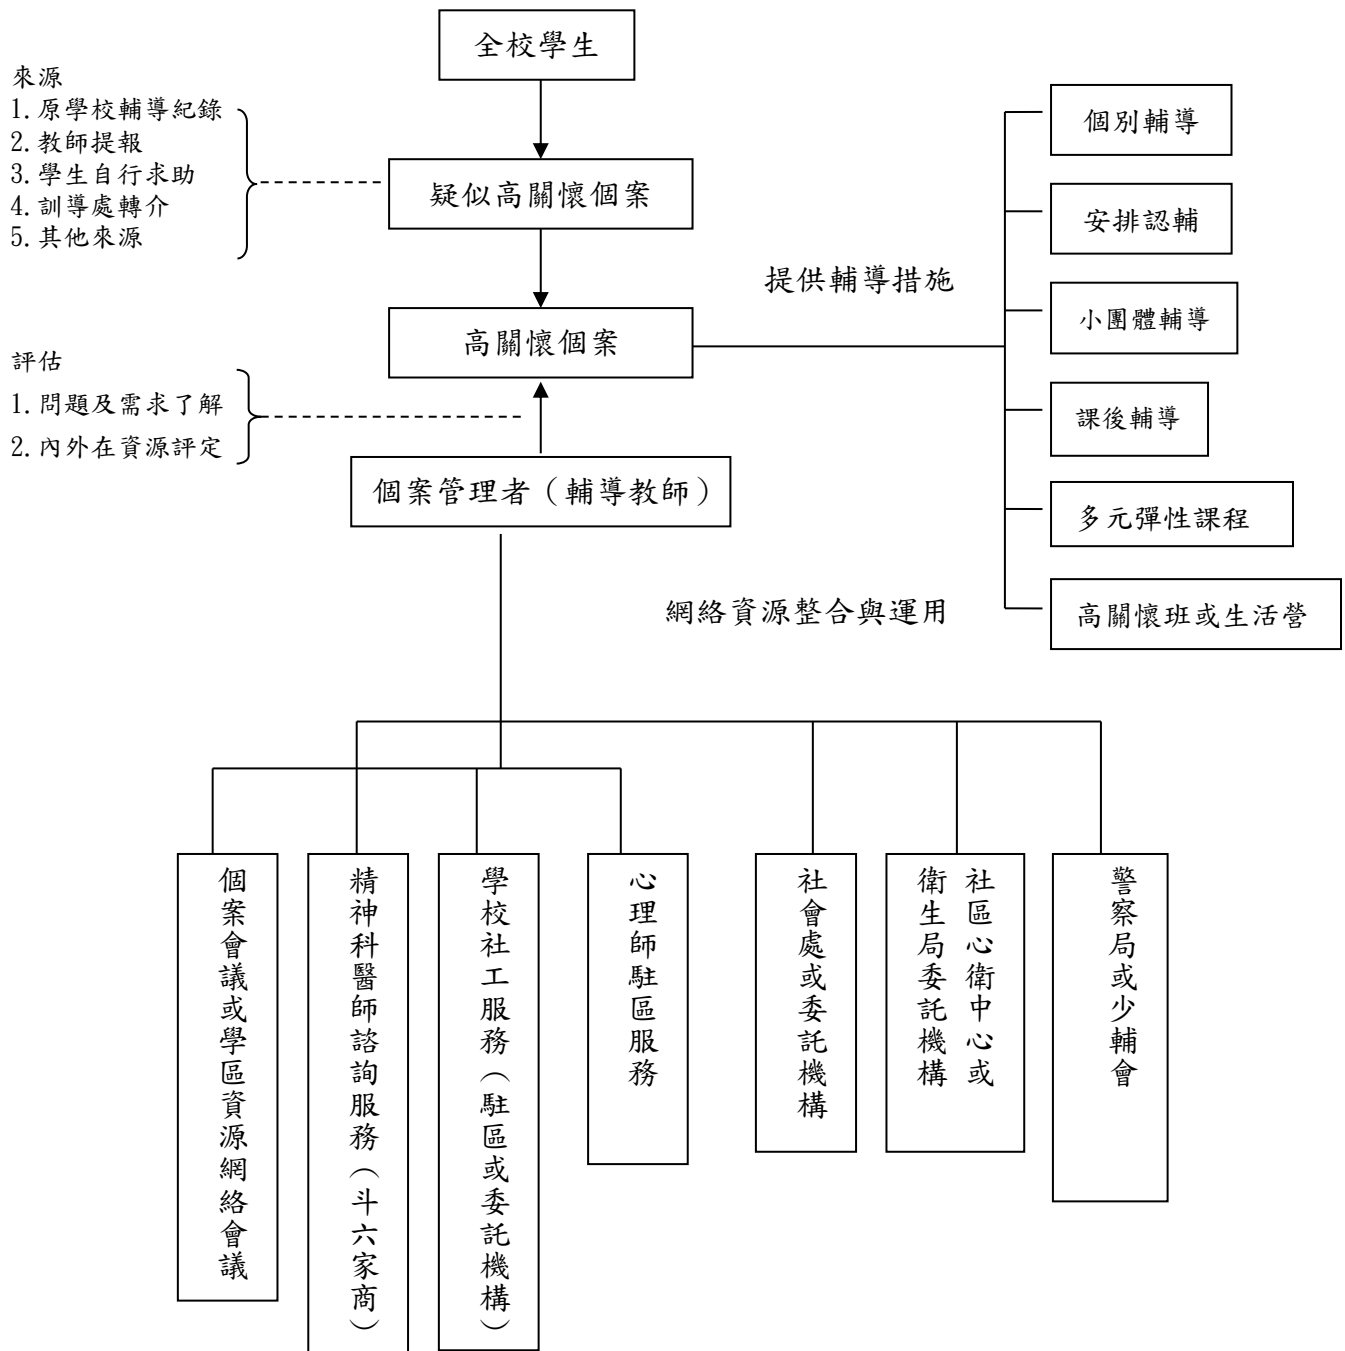 全校學生
來源
1.原學校輔導紀錄
2.教師提報
3.學生自行求助
4.訓導處轉介
5.其他來源
疑似高關懷個案
高關懷個案
評估
1.問題及需求了解
2.內外在資源評定
個案管理者（輔導教師）
提供輔導措施
個別輔導
安排認輔
小團體輔導
課後輔導
多元彈性課程
高關懷班或生活營
網絡資源整合與運用
個案會議或學區資源網絡會議
精神科醫師諮詢服務（斗六家商）
學校社工服務（駐區或委託機構）
心理師駐區服務
社會處或委託機構
社區心衛中心或
衛生局委託機構
警察局或少輔會